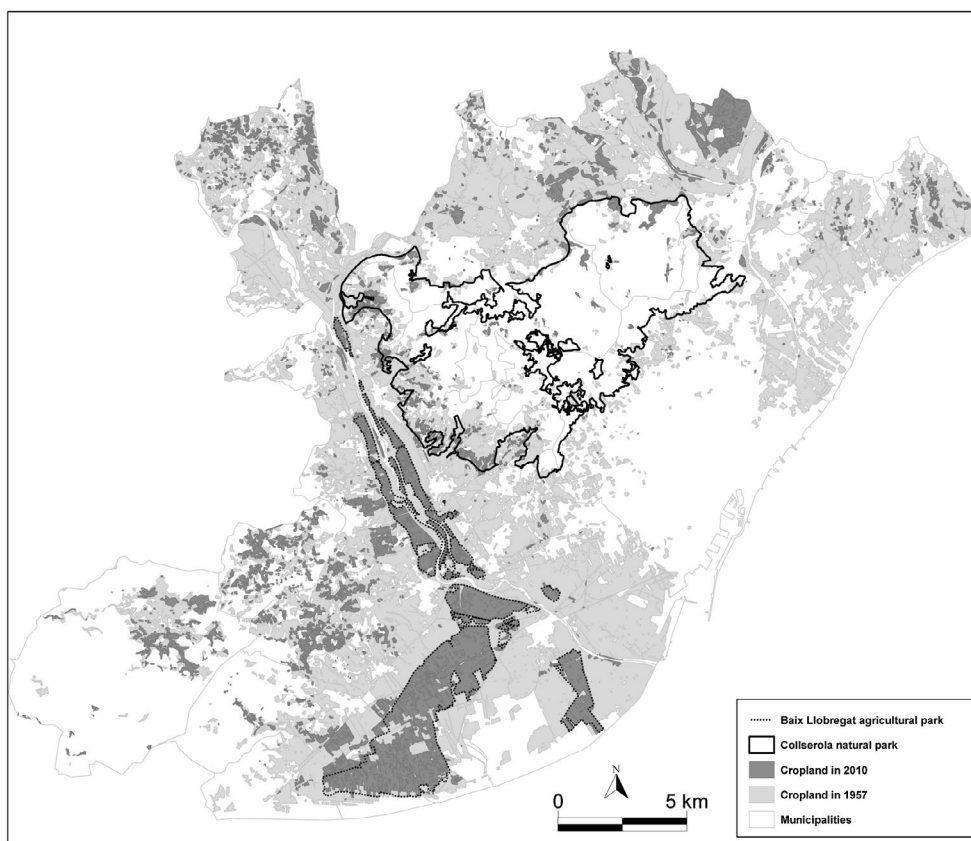 N
0 5 km
Baix Llobregat agricultural park
Collserola natural park
Cropland in 2010
Cropland in 1957
Municipalities